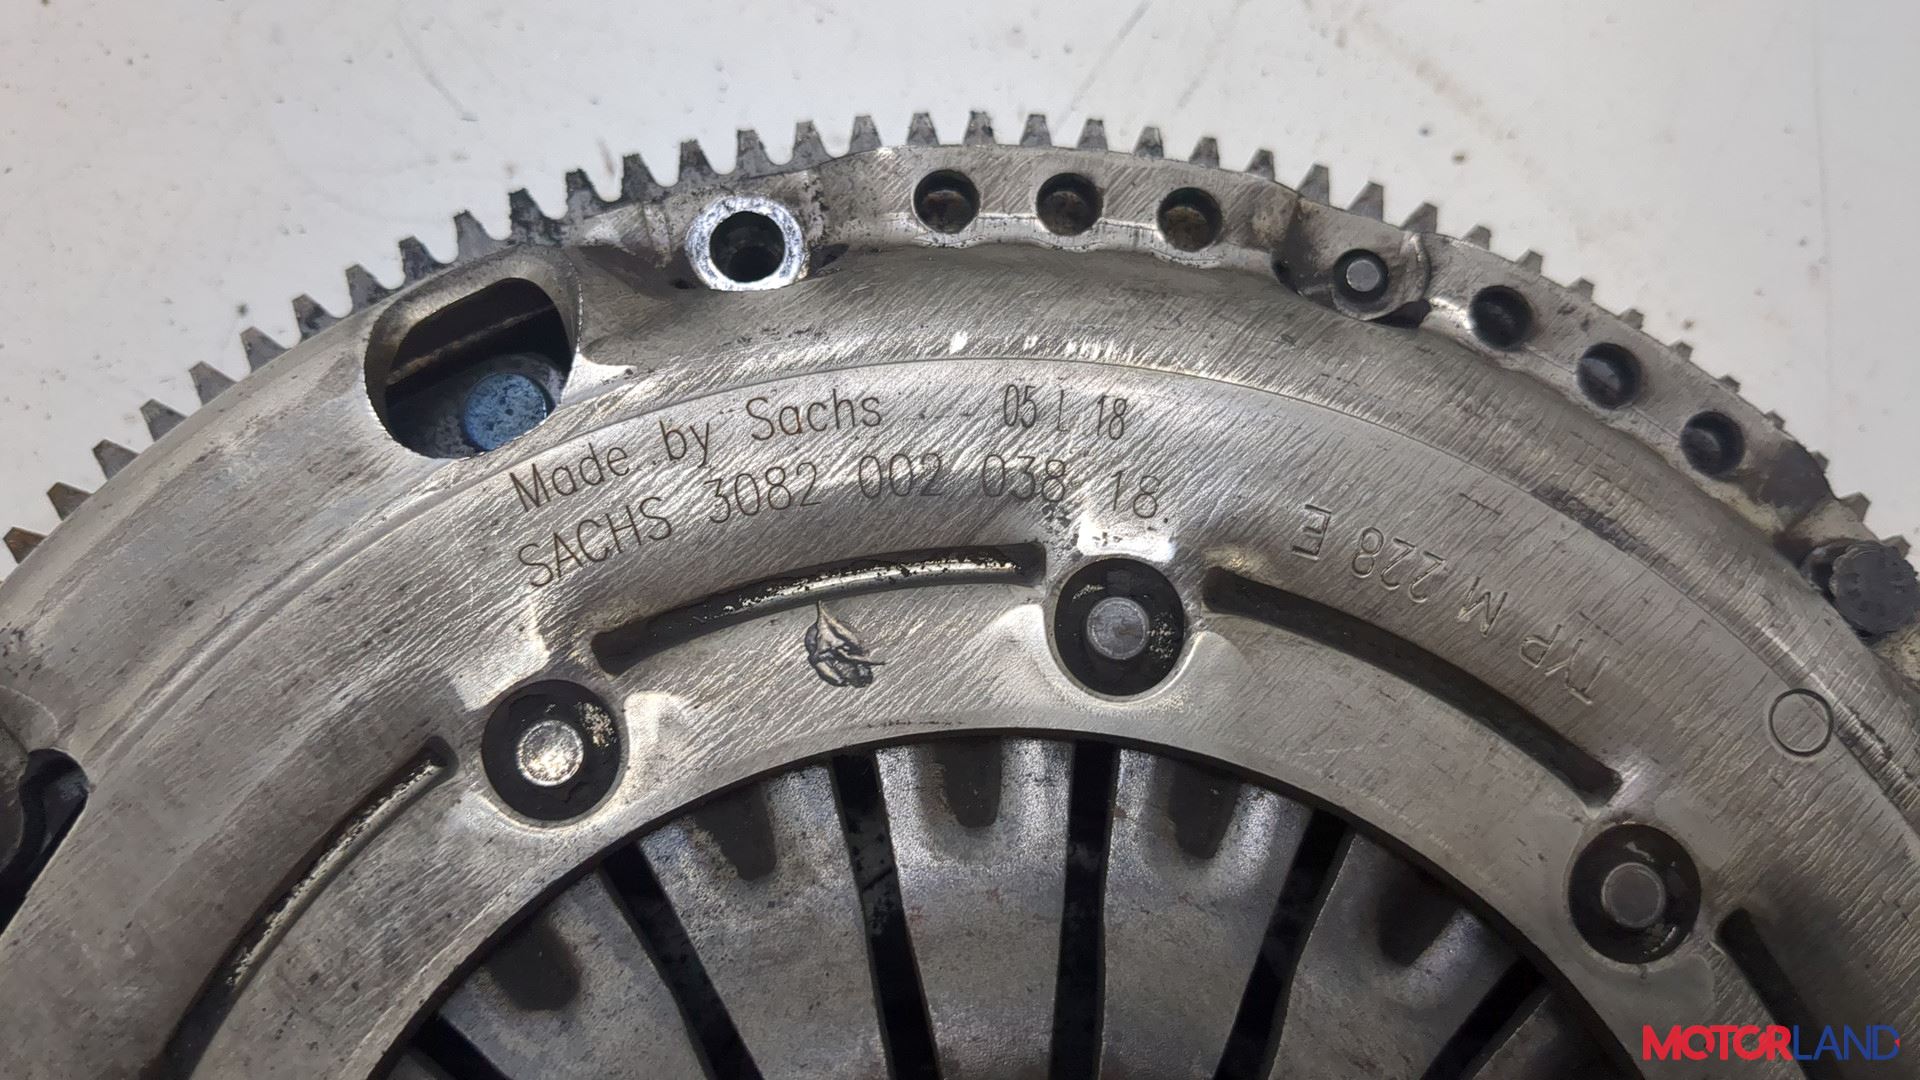 Made by Sachs 05 L 18
SACHS 3082 002 038 18
TYP M 228 E
MOTORLAND